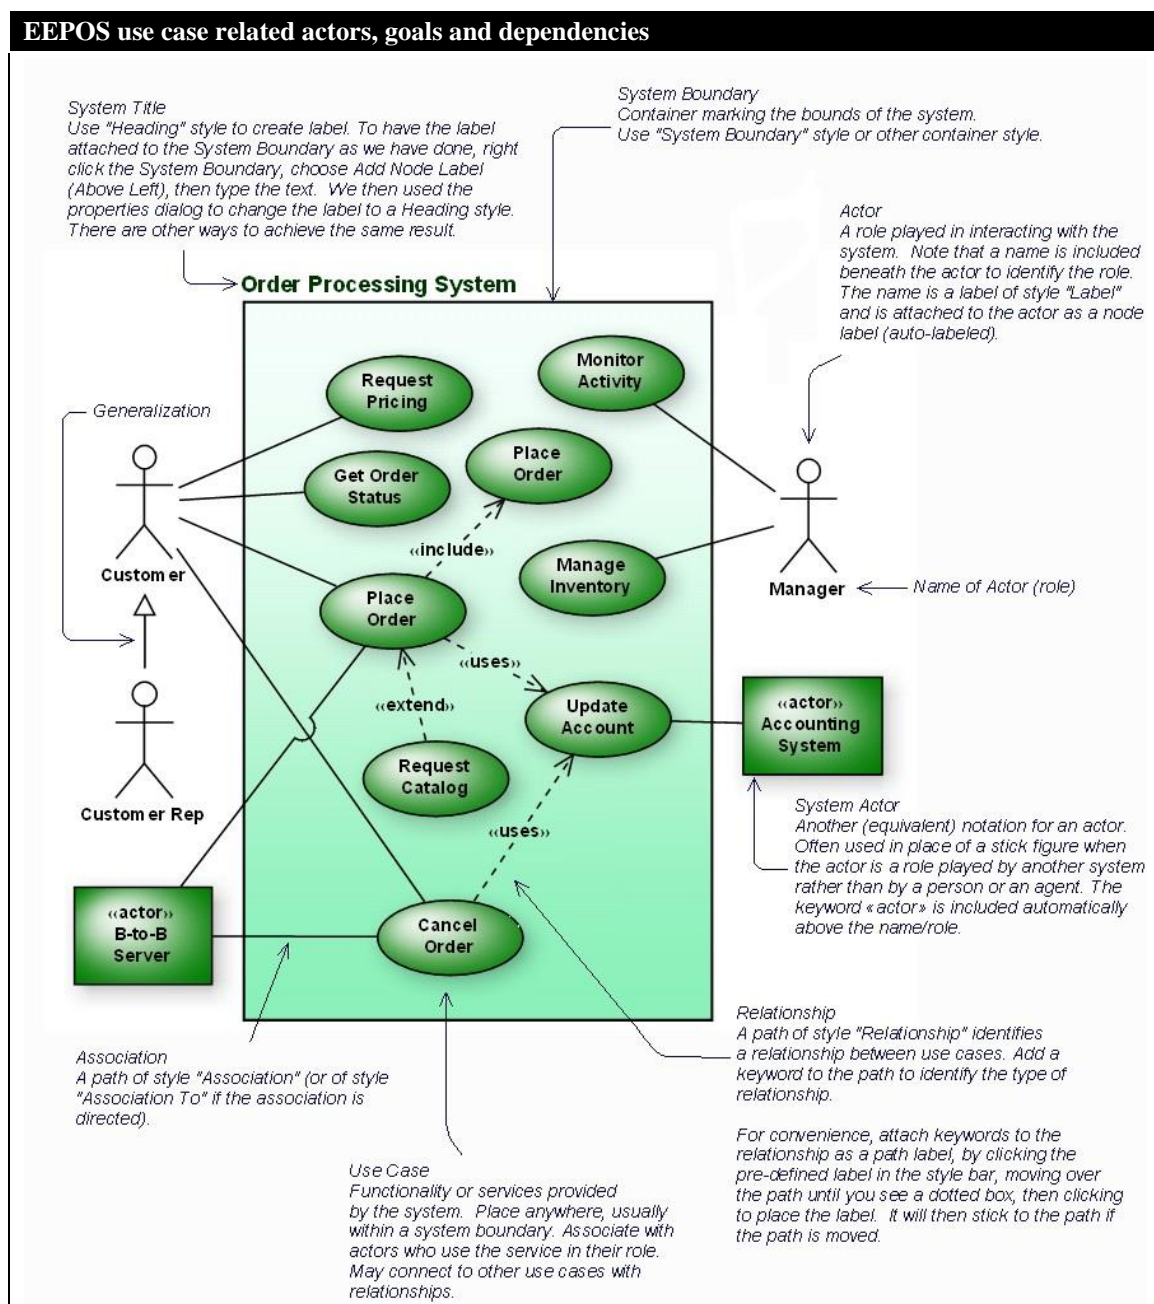 EEPOS use case related actors, goals and dependencies
System Title
Use "Heading" style to create label. To have the label
attached to the System Boundary as we have done, right
click the System Boundary, choose Add Node Label
(Above Left), then type the text. We then used the
properties dialog to change the label to a Heading style.
There are other ways to achieve the same result.
System Boundary
Container marking the bounds of the system.
Use "System Boundary" style or other container style.
Actor
A role played in interacting with the
system. Note that a name is included
beneath the actor to identify the role.
The name is a label of style "Label"
and is attached to the actor as a node
label (auto-labeled).
Order Processing System
Monitor
Activity
Request
Pricing
Generalization
Place
Order
Get Order
Status
«include»
Manage
Inventory
Customer
Manager
Name of Actor (role)
Place
Order
«uses»
«extend»
Update
Account
«actor»
Accounting
System
Request
Catalog
Customer Rep
«uses»
System Actor
Another (equivalent) notation for an actor.
Often used in place of a stick figure when
the actor is a role played by another system
rather than by a person or an agent. The
keyword «actor» is included automatically
above the name/role.
«actor»
B-to-B
Server
Cancel
Order
Relationship
A path of style "Relationship" identifies
a relationship between use cases. Add a
keyword to the path to identify the type of
relationship.
For convenience, attach keywords to the
relationship as a path label, by clicking the
pre-defined label in the style bar, moving over
the path until you see a dotted box, then clicking
to place the label. It will then stick to the path if
the path is moved.
Association
A path of style "Association" (or of style
"Association To" if the association is
directed).
Use Case
Functionality or services provided
by the system. Place anywhere, usually
within a system boundary. Associate with
actors who use the service in their role.
May connect to other use cases with
relationships.